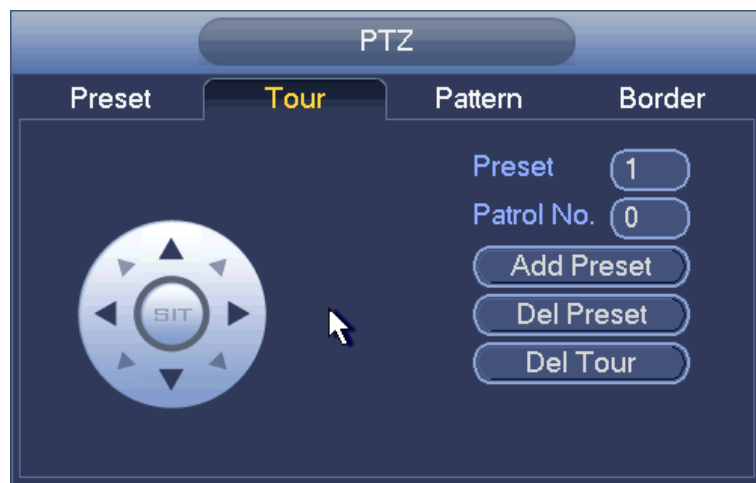 PTZ
Preset Tour Pattern Border
Preset 1
Patrol No. 0
Add Preset
SIT
Del Preset
Del Tour